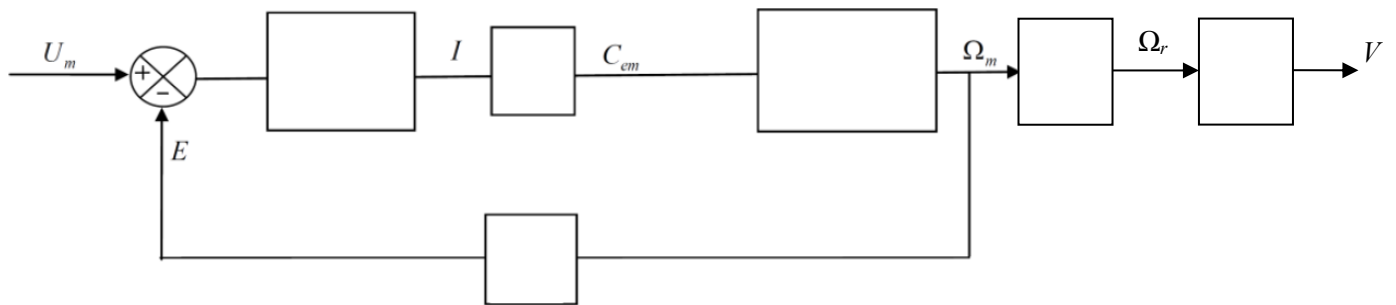 U_m + − I C_em Ω_m Ω_r V
E